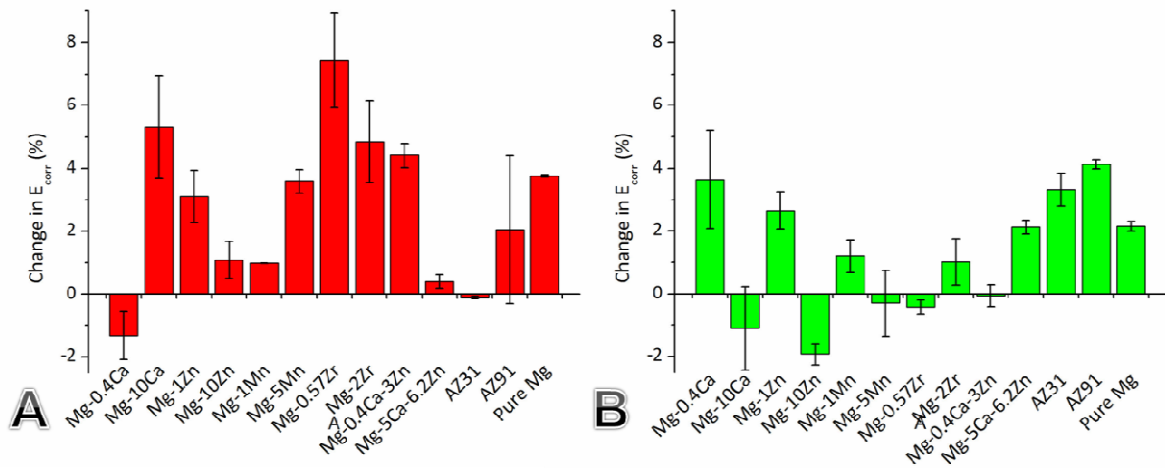 Change in E corr (%)
8
6
4
2
0
-2
Mg-0.4Ca
Mg-10Ca
Mg-1Zn
Mg-10Zn
Mg-1Mn
Mg-5Mn
Mg-0.57Zr
Mg-2Zr
Mg-0.4Ca-3Zn
Mg-5Ca-6.2Zn
AZ31
AZ91
Pure Mg
A
A
Change in E corr (%)
8
6
4
2
0
-2
Mg-0.4Ca
Mg-10Ca
Mg-1Zn
Mg-10Zn
Mg-1Mn
Mg-5Mn
Mg-0.57Zr
Mg-2Zr
Mg-0.4Ca-3Zn
Mg-5Ca-6.2Zn
AZ31
AZ91
Pure Mg
A
B